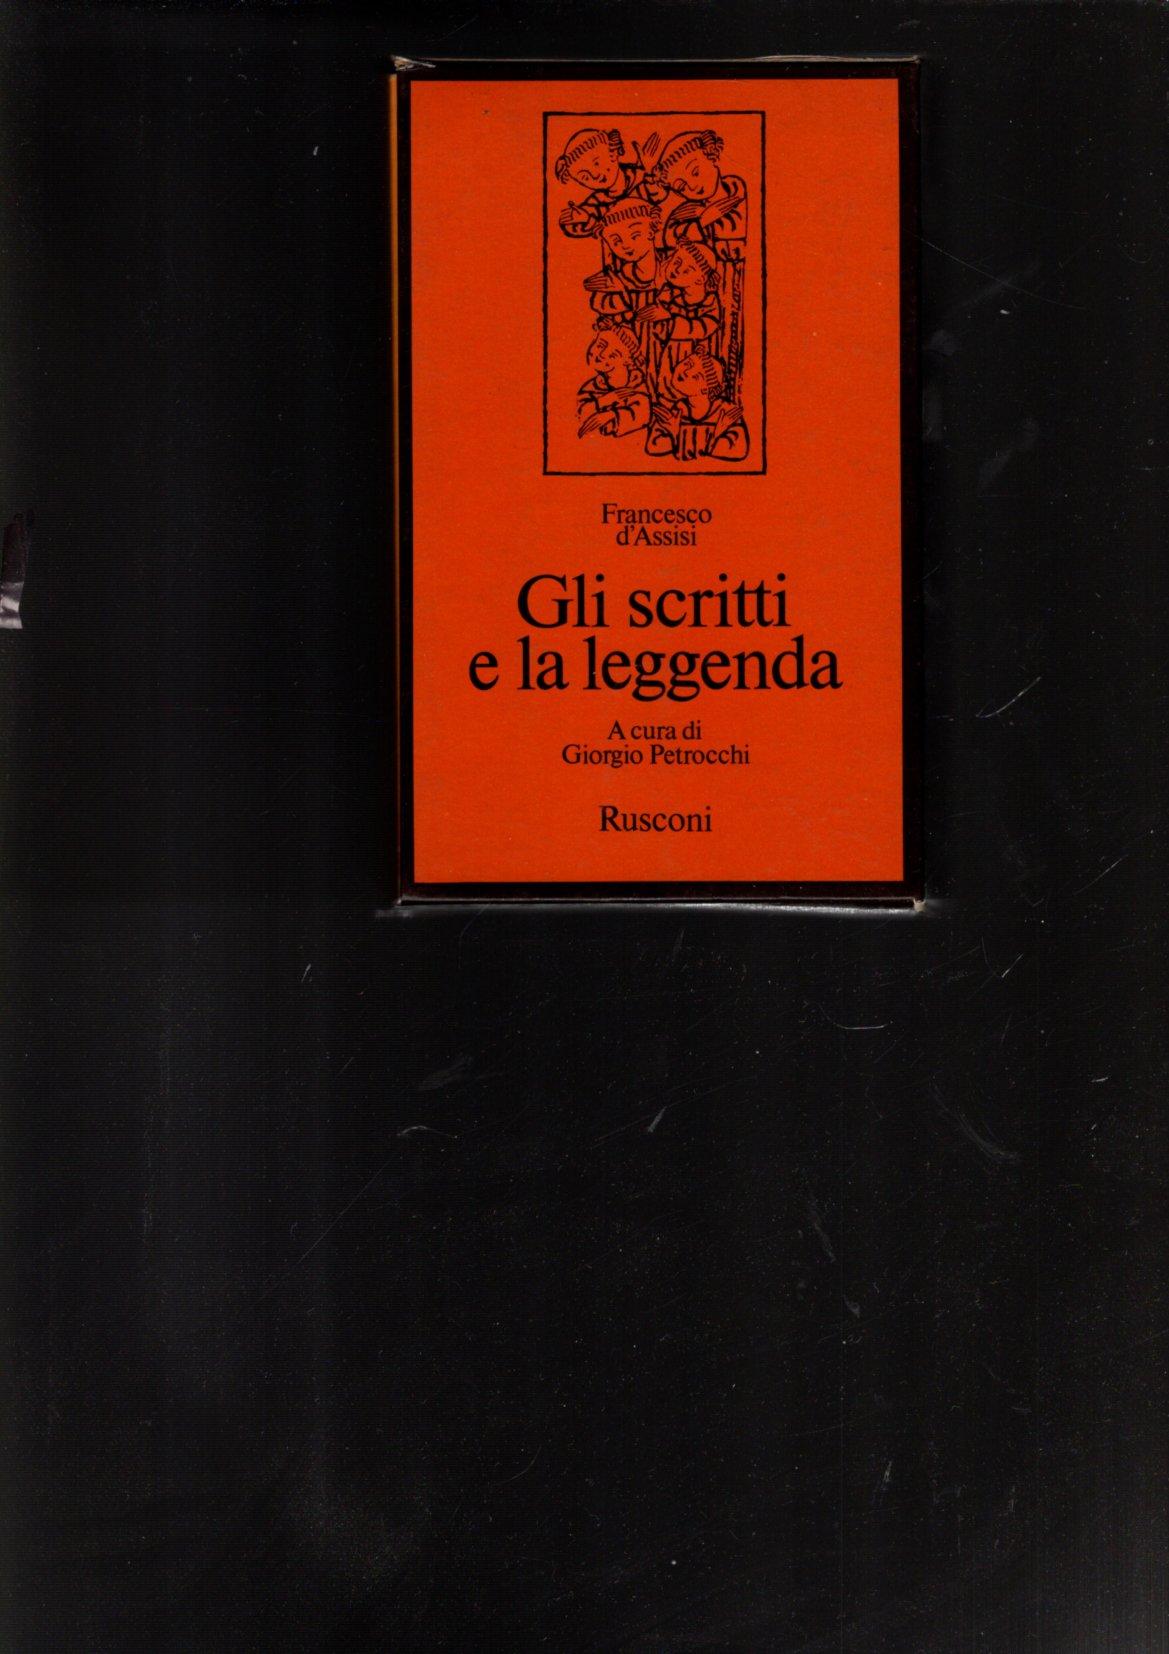 Francesco
d'Assisi
Gli scritti
e la leggenda
A cura di
Giorgio Petrocchi
Rusconi